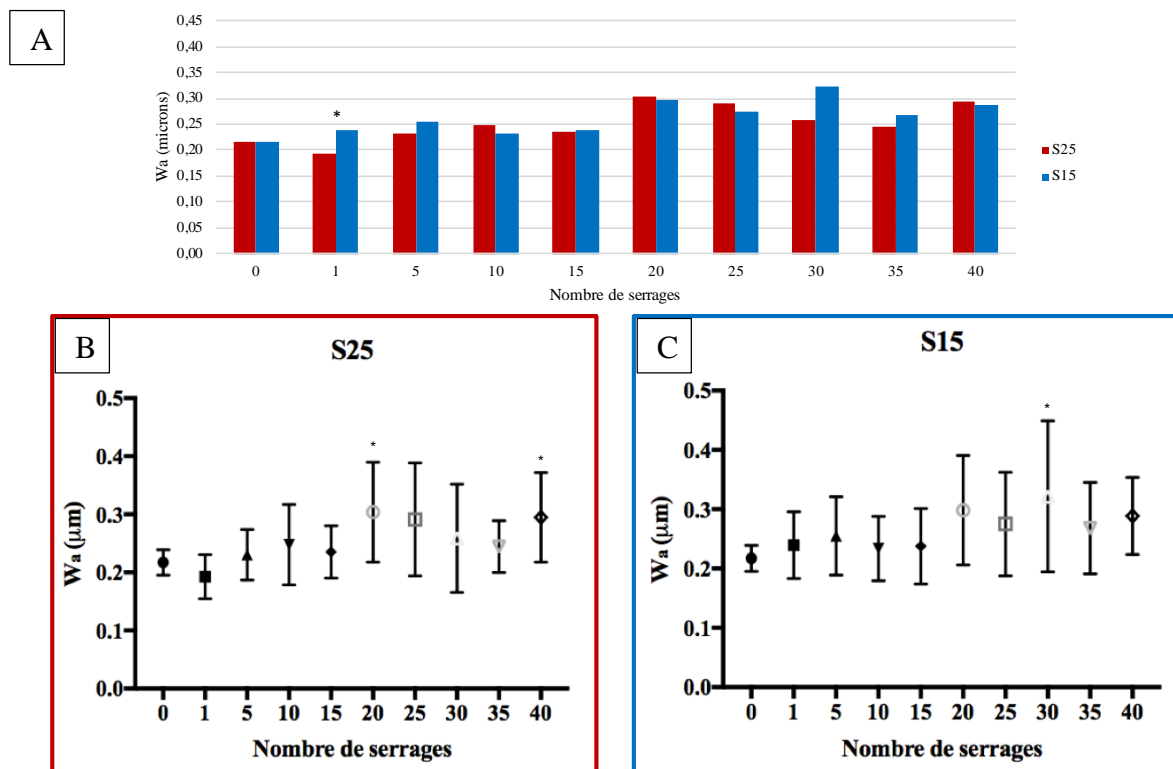 A
0,45
0,40
0,35
0,30
0,25
0,20
0,15
0,10
0,05
0,00
Wa (microns)
*
0 1 5 10 15 20 25 30 35 40
Nombre de serrages
S25
S15
B
S25
0.5
0.4
0.3
0.2
0.1
0.0
Wa (μm)
* *
0 1 5 10 15 20 25 30 35 40
Nombre de serrages
C
S15
0.5
0.4
0.3
0.2
0.1
0.0
Wa (μm)
*
0 1 5 10 15 20 25 30 35 40
Nombre de serrages